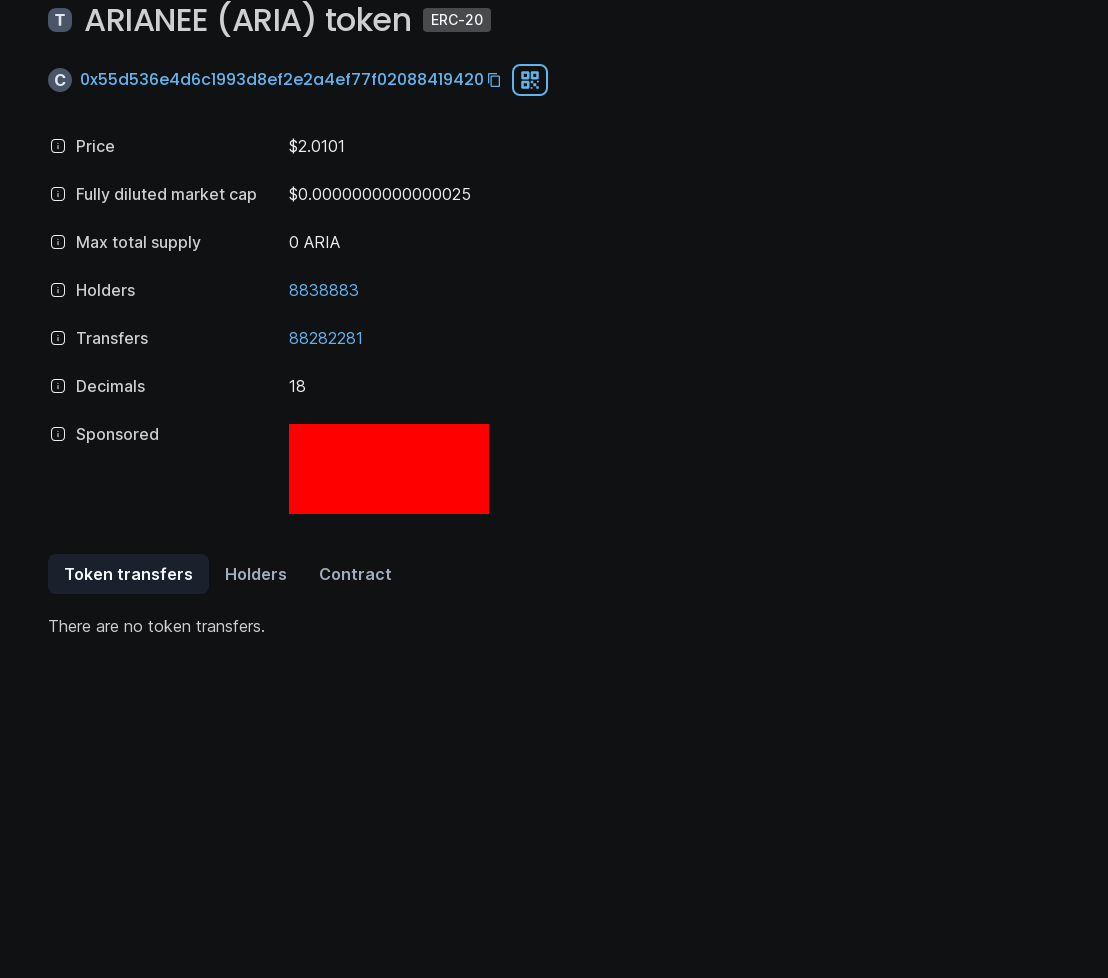 T ARIANEE (ARIA) token ERC-20
C 0x55d536e4d6c1993d8ef2e2a4ef77f02088419420
Price $2.0101
Fully diluted market cap $0.0000000000000025
Max total supply 0 ARIA
Holders 8838883
Transfers 88282281
Decimals 18
Sponsored
Token transfers Holders Contract
There are no token transfers.